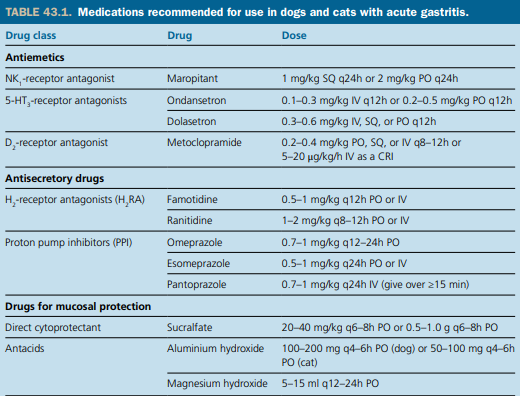 TABLE 43.1. Medications recommended for use in dogs and cats with acute gastritis.
Drug class Drug Dose
Antiemetics
NK1-receptor antagonist Maropitant 1 mg/kg SQ q24h or 2 mg/kg PO q24h
5-HT3-receptor antagonists Ondansetron 0.1–0.3 mg/kg IV q12h or 0.2–0.5 mg/kg PO q12h
Dolasetron 0.3–0.6 mg/kg IV, SQ, or PO q12h
D2-receptor antagonist Metoclopramide 0.2–0.4 mg/kg PO, SQ, or IV q8–12h or
5–20 μg/kg/h IV as a CRI
Antisecretory drugs
H2-receptor antagonists (H2RA) Famotidine 0.5–1 mg/kg q12h PO or IV
Ranitidine 1–2 mg/kg q8–12h PO or IV
Proton pump inhibitors (PPI) Omeprazole 0.7–1 mg/kg q12–24h PO
Esomeprazole 0.5–1 mg/kg q24h PO or IV
Pantoprazole 0.7–1 mg/kg q24h IV (give over ≥15 min)
Drugs for mucosal protection
Direct cytoprotectant Sucralfate 20–40 mg/kg q6–8h PO or 0.5–1.0 g q6–8h PO
Antacids Aluminium hydroxide 100–200 mg q4–6h PO (dog) or 50–100 mg q4–6h
PO (cat)
Magnesium hydroxide 5–15 ml q12–24h PO